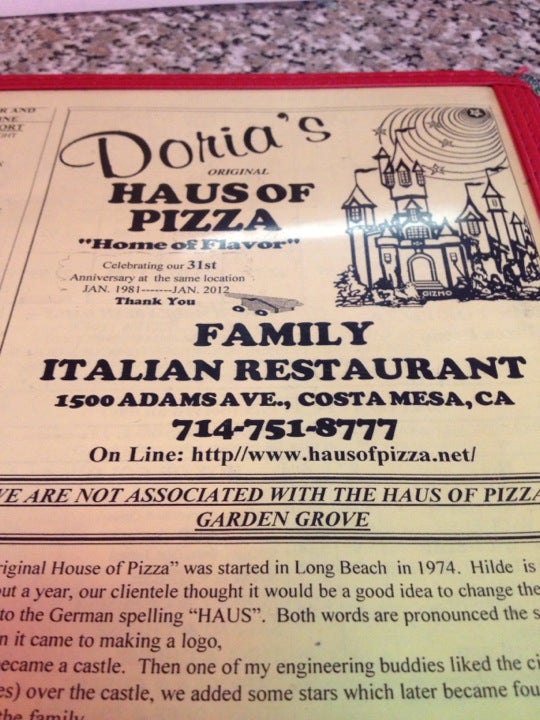 R AND
INE
ORT
Doria's
ORIGINAL
HAUS OF
PIZZA
"Home of Flavor"
Celebrating our 31st
Anniversary at the same location
JAN. 1981-------JAN. 2012
Thank You
GIZMO
FAMILY
ITALIAN RESTAURANT
1500 ADAMS AVE., COSTA MESA, CA
714-751-8777
On Line: http//www.hausofpizza.net/
VE ARE NOT ASSOCIATED WITH THE HAUS OF PIZZA
GARDEN GROVE
riginal House of Pizza” was started in Long Beach in 1974. Hilde is
out a year, our clientele thought it would be a good idea to change the
to the German spelling “HAUS”. Both words are pronounced the s
n it came to making a logo,
ecame a castle. Then one of my engineering buddies liked the ci
es) over the castle, we added some stars which later became fou
the family